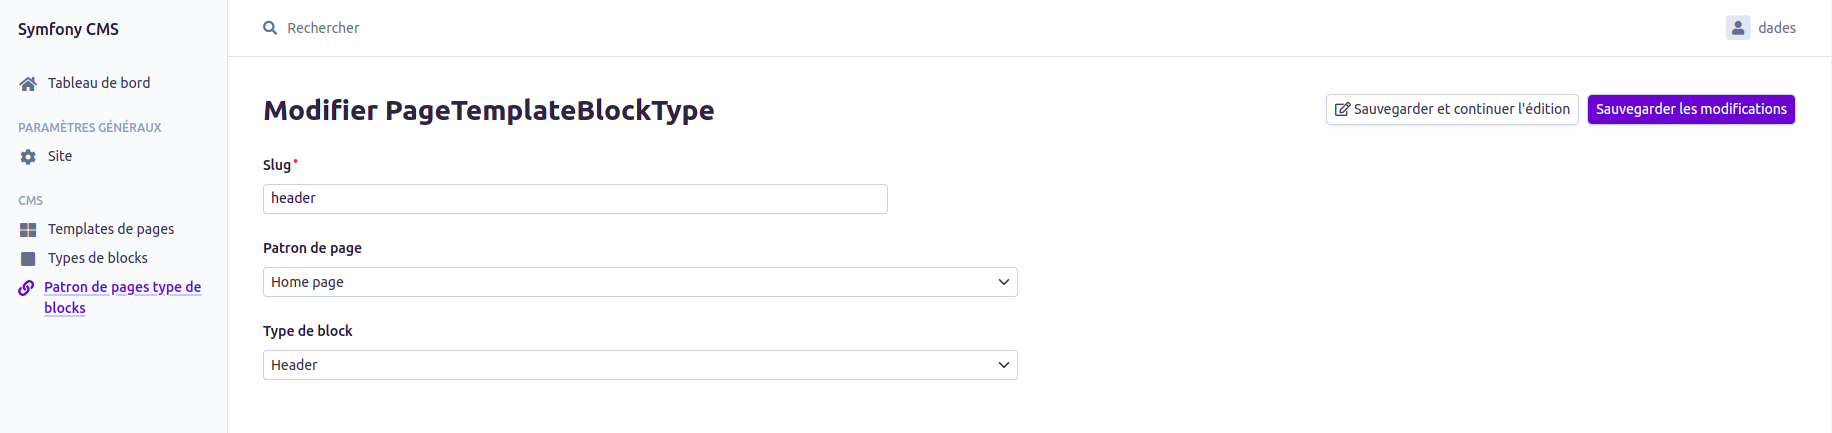 Symfony CMS
Rechercher
dades
Tableau de bord
PARAMÈTRES GÉNÉRAUX
Site
CMS
Templates de pages
Types de blocks
Patron de pages type de
blocks
Modifier PageTemplateBlockType
Sauvegarder et continuer l'édition
Sauvegarder les modifications
Slug*
header
Patron de page
Home page
Type de block
Header